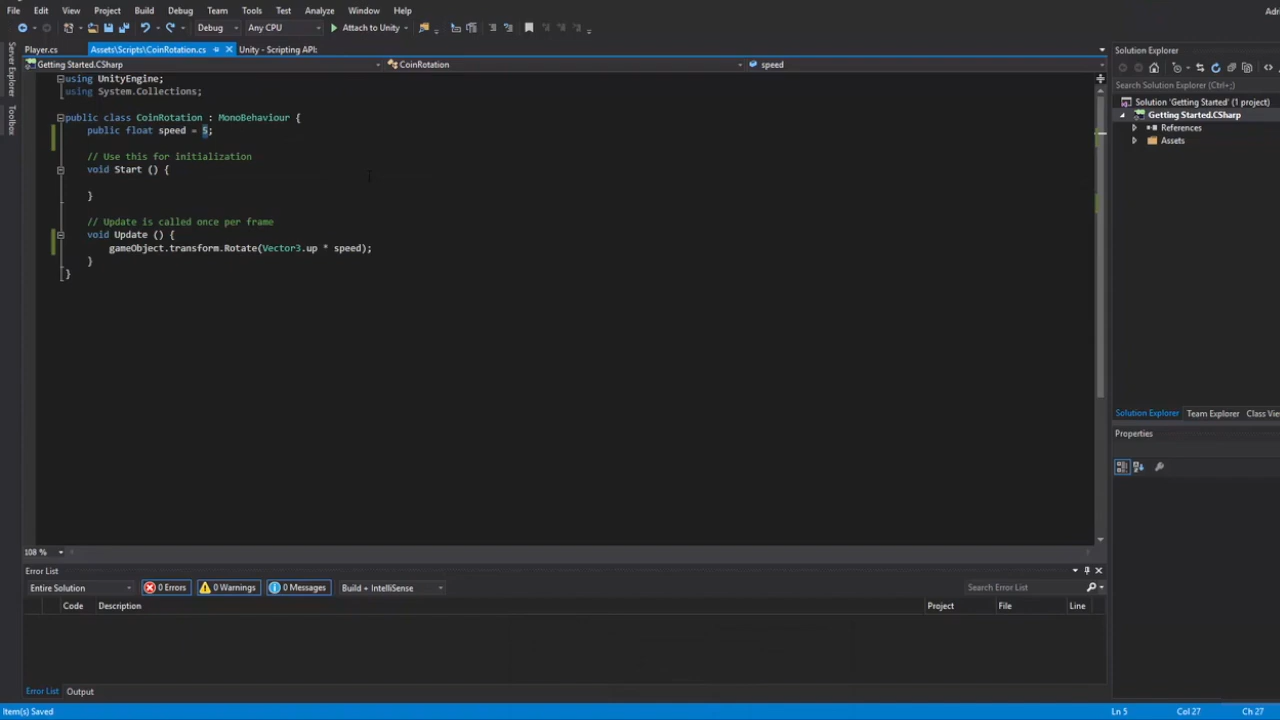 File Edit View Project Build Debug Team Tools Test Analyze Window Help
Debug Any CPU Attach to Unity
Server Explorer
Toolbox
Player.cs Assets\Scripts\CoinRotation.cs Unity - Scripting API:
Getting Started.CSharp CoinRotation speed
using UnityEngine;
using System.Collections;
public class CoinRotation : MonoBehaviour {
public float speed = 5;
// Use this for initialization
void Start () {
}
// Update is called once per frame
void Update () {
gameObject.transform.Rotate(Vector3.up * speed);
}
}
108 %
Error List
Entire Solution 0 Errors 0 Warnings 0 Messages Build + IntelliSense Search Error List
Code Description Project File Line
Error List Output
Item(s) Saved Ln 5 Col 27 Ch 27
Solution Explorer
Search Solution Explorer (Ctrl+;)
Solution 'Getting Started' (1 project)
Getting Started.CSharp
References
Assets
Solution Explorer Team Explorer Class Vie
Properties